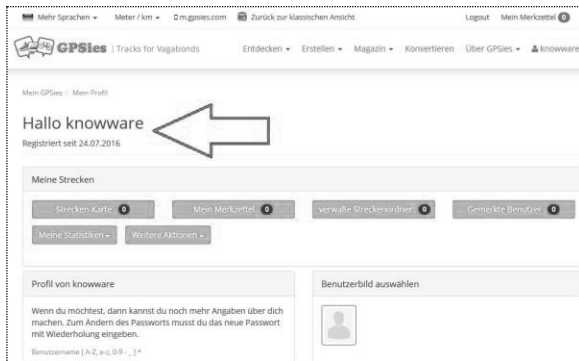 Mehr Sprachen Meter / km m.gpsies.com Zurück zur klassischen Ansicht Logout Mein Merkzettel 0
GPSies | Tracks for Vagabonds Entdecken Erstellen Magazin Konvertieren Über GPSies knowware
Mein GPSies / Mein Profil
Hallo knowware
Registriert seit 24.07.2016
Meine Strecken
Strecken Karte 0 Mein Merkzettel 0 verwaße Streckenordner 0 Gemerkte Benutzer 0
Meine Statistiken Weitere Aktionen
Profil von knowware
Benutzerbild auswählen
Wenn du möchtest, dann kannst du noch mehr Angaben über dich
machen. Zum Ändern des Passworts musst du das neue Passwort
mit Wiederholung eingeben.
Benutzername [ A-Z, a-z, 0-9 - _ ] *